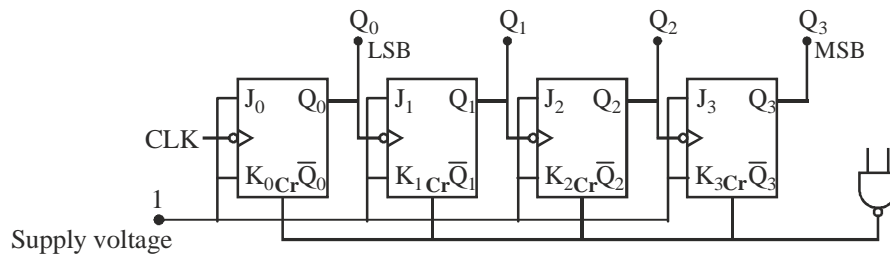 Q₀ Q₁ Q₂ Q₃
LSB MSB
J₀ Q₀ J₁ Q₁ J₂ Q₂ J₃ Q₃
CLK
K₀ Cr Q̅₀ K₁ Cr Q̅₁ K₂ Cr Q̅₂ K₃ Cr Q̅₃
1
Supply voltage